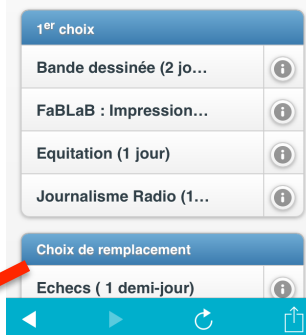 1er choix
Bande dessinée (2 jo...
FaBLaB : Impression...
Equitation (1 jour)
Journalisme Radio (1...
Choix de remplacement
Echecs ( 1 demi-jour)